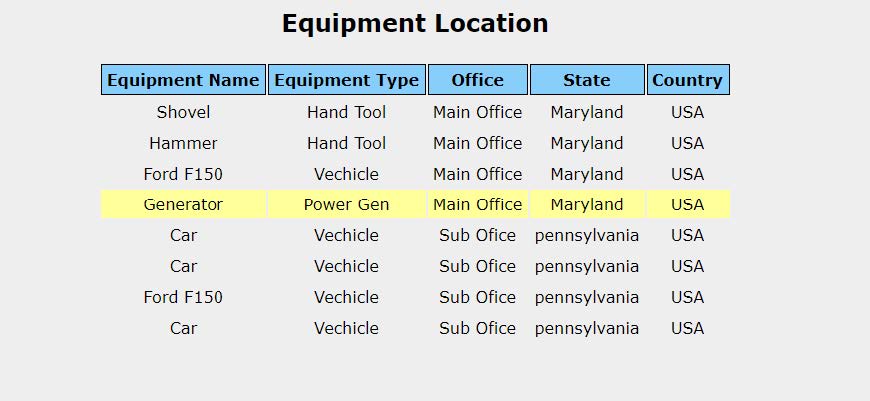 Equipment Location
Equipment Name Equipment Type Office State Country
Shovel Hand Tool Main Office Maryland USA
Hammer Hand Tool Main Office Maryland USA
Ford F150 Vechicle Main Office Maryland USA
Generator Power Gen Main Office Maryland USA
Car Vechicle Sub Ofice pennsylvania USA
Car Vechicle Sub Ofice pennsylvania USA
Ford F150 Vechicle Sub Ofice pennsylvania USA
Car Vechicle Sub Ofice pennsylvania USA